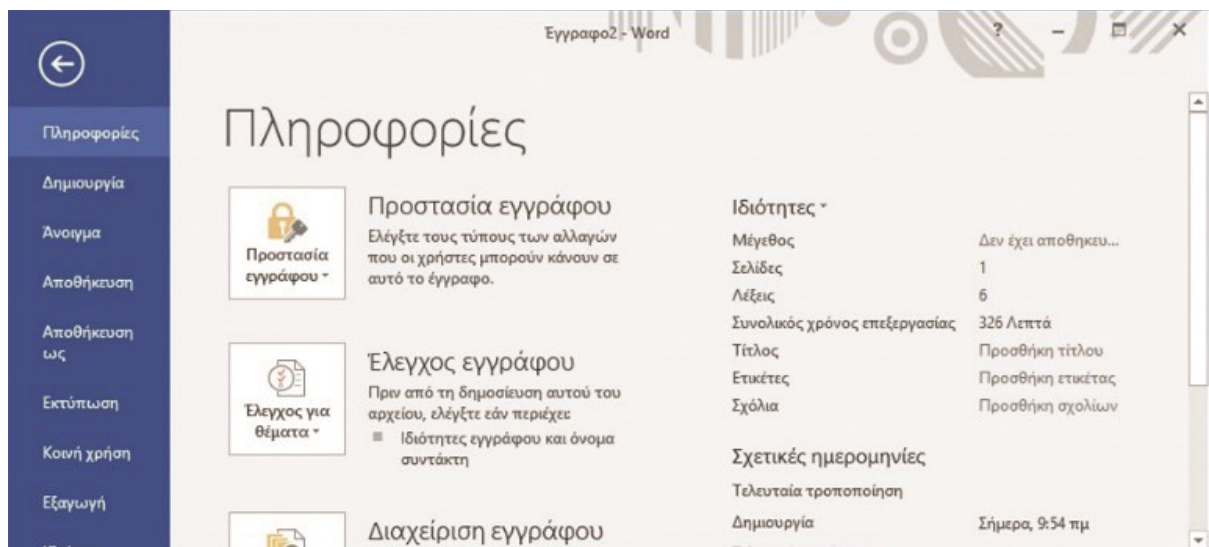 Έγγραφο2 - Word
?
Πληροφορίες
Δημιουργία
Άνοιγμα
Αποθήκευση
Αποθήκευση
ως
Εκτύπωση
Κοινή χρήση
Εξαγωγή
Πληροφορίες
Προστασία
εγγράφου
Προστασία εγγράφου
Ελέγξτε τους τύπους των αλλαγών
που οι χρήστες μπορούν κάνουν σε
αυτό το έγγραφο.
Έλεγχος για
θέματα
Έλεγχος εγγράφου
Πριν από τη δημοσίευση αυτού του
αρχείου, ελέγξτε εάν περιέχει:
Ιδιότητες εγγράφου και όνομα
συντάκτη
Διαχείριση εγγράφου
Ιδιότητες
Μέγεθος Δεν έχει αποθηκευ...
Σελίδες 1
Λέξεις 6
Συνολικός χρόνος επεξεργασίας 326 Λεπτά
Τίτλος Προσθήκη τίτλου
Ετικέτες Προσθήκη ετικέτας
Σχόλια Προσθήκη σχολίων
Σχετικές ημερομηνίες
Τελευταία τροποποίηση
Δημιουργία Σήμερα, 9:54 πμ